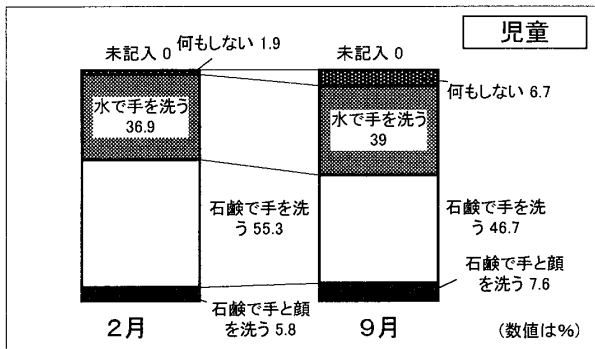 児童
未記入 0
何もしない 1.9
水で手を洗う
36.9
石鹸で手を洗
う 55.3
石鹸で手と顔
を洗う 5.8
2月
未記入 0
何もしない 6.7
水で手を洗う
39
石鹸で手を洗
う 46.7
石鹸で手と顔
を洗う 7.6
9月
(数値は%)